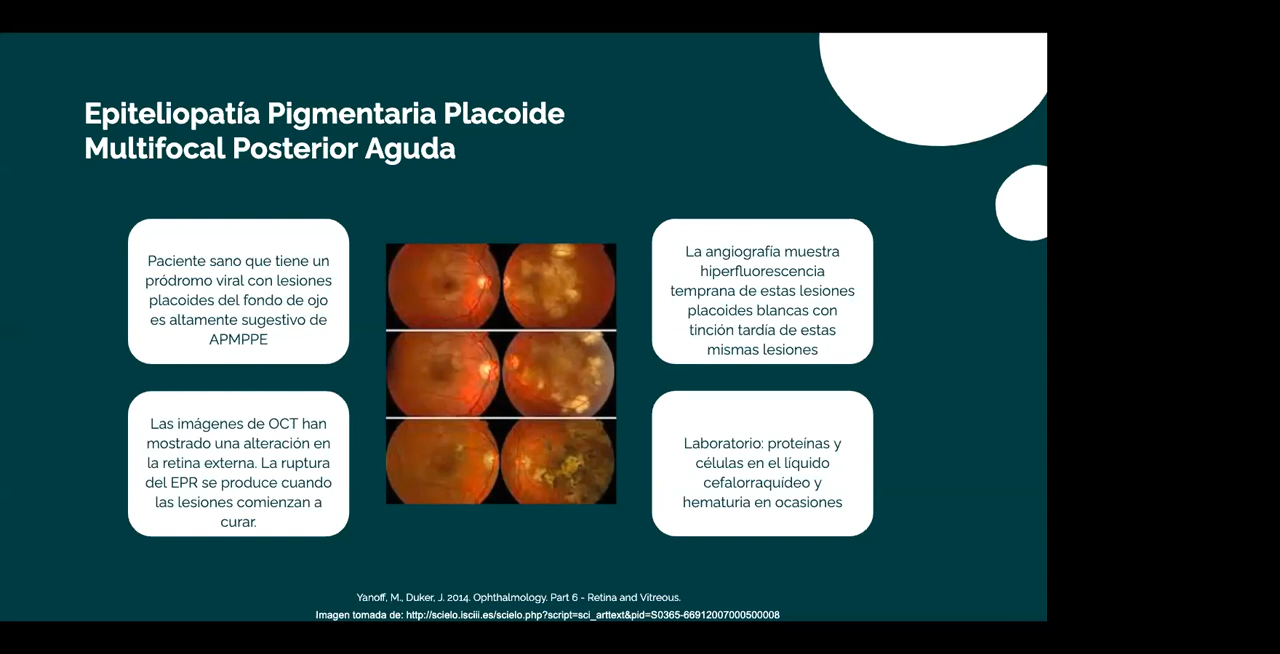 Epiteliopatía Pigmentaria Placoide
Multifocal Posterior Aguda
Paciente sano que tiene un
pródromo viral con lesiones
placoides del fondo de ojo
es altamente sugestivo de
APMPPE
Las imágenes de OCT han
mostrado una alteración en
la retina externa. La ruptura
del EPR se produce cuando
las lesiones comienzan a
curar.
La angiografía muestra
hiperfluorescencia
temprana de estas lesiones
placoides blancas con
tinción tardía de estas
mismas lesiones
Laboratorio: proteínas y
células en el líquido
cefalorraquídeo y
hematuria en ocasiones
Yanoff, M., Duker, J. 2014. Ophthalmology. Part 6 - Retina and Vitreous.
Imagen tomada de: http://scielo.isciii.es/scielo.php?script=sci_arttext&pid=S0365-66912007000500008